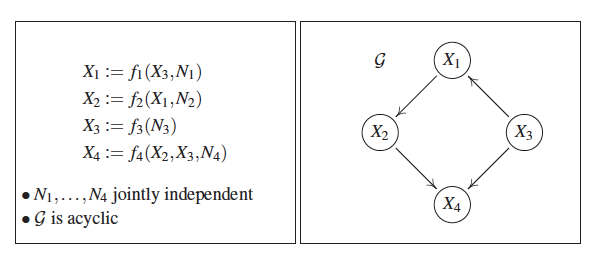 X₁ := f₁(X₃,N₁)
X₂ := f₂(X₁,N₂)
X₃ := f₃(N₃)
X₄ := f₄(X₂,X₃,N₄)
• N₁,...,N₄ jointly independent
• 𝒢 is acyclic
𝒢
X₁
X₂
X₃
X₄